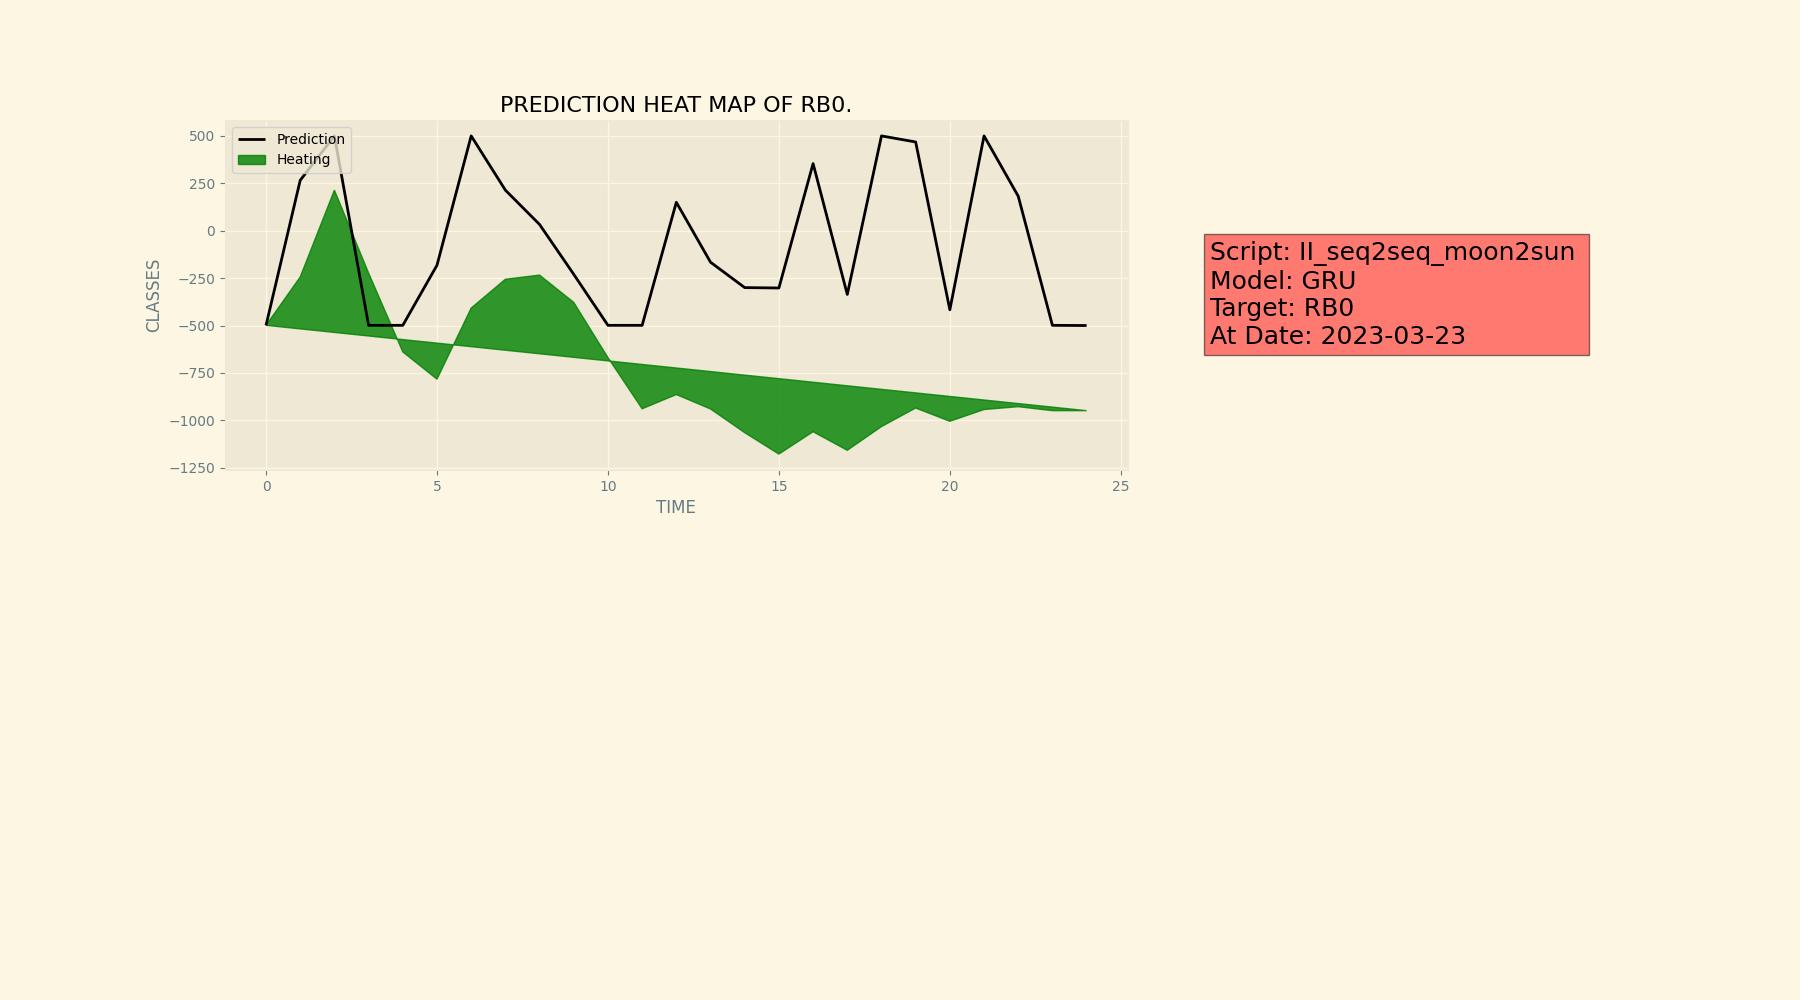 PREDICTION HEAT MAP OF RB0.
Prediction
Heating
500
250
0
−250
−500
−750
−1000
−1250
CLASSES
0 5 10 15 20 25
TIME
Script: II_seq2seq_moon2sun
Model: GRU
Target: RB0
At Date: 2023-03-23